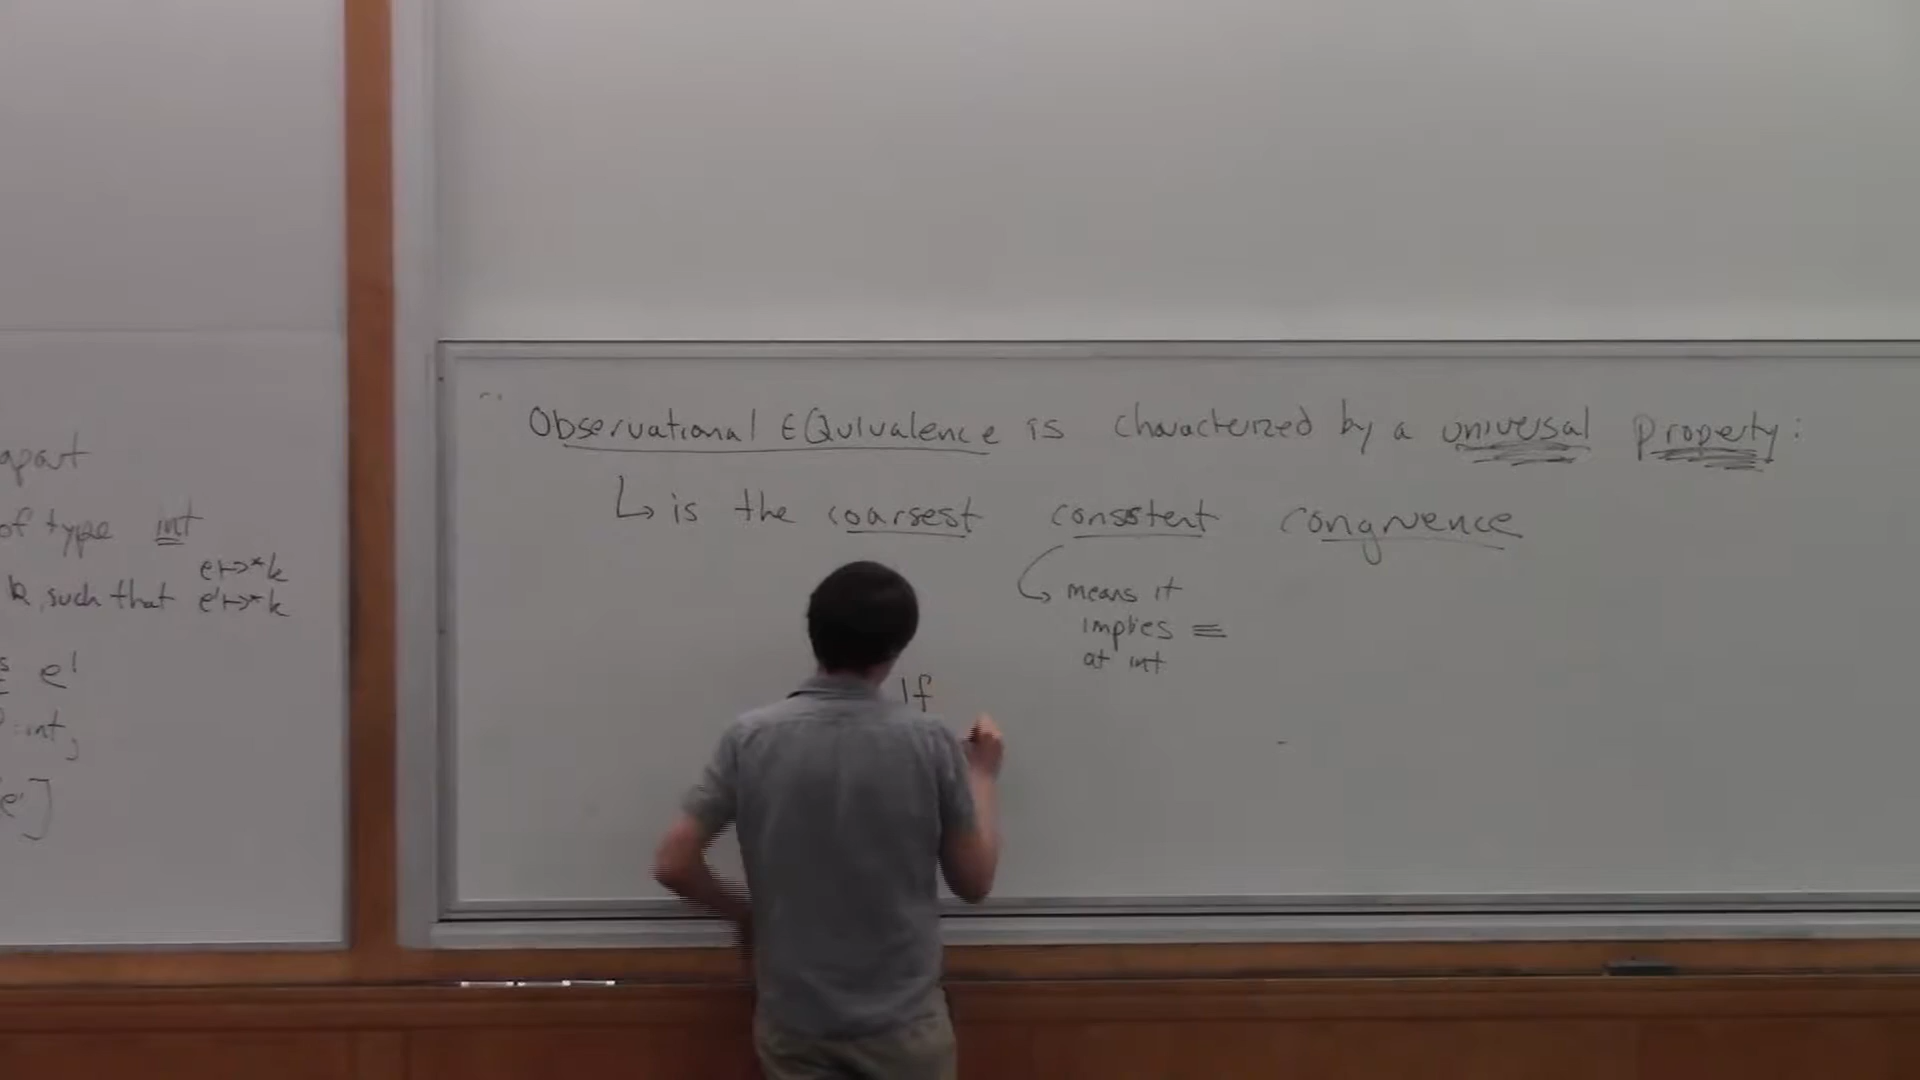 apart
of type int
e↦*k
k, such that e'↦*k
e'
: int,
e']
Observational EQuivalence is characterized by a universal property:
↳ is the coarsest consstent congruence
↳ means it
implies ≡
at int
If